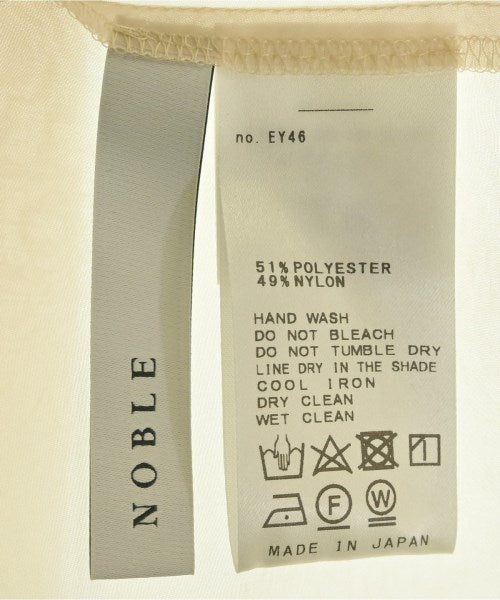 NOBLE
no. EY46
51% POLYESTER
49% NYLON
HAND WASH
DO NOT BLEACH
DO NOT TUMBLE DRY
LINE DRY IN THE SHADE
COOL IRON
DRY CLEAN
WET CLEAN
F W
MADE IN JAPAN